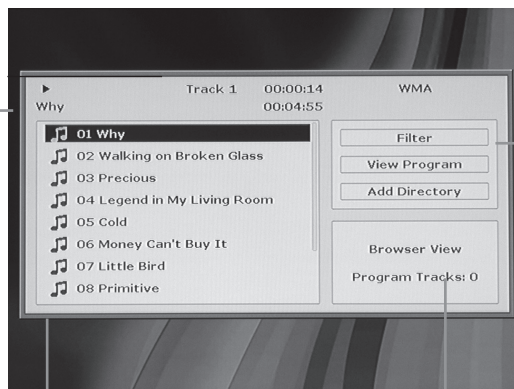 Track 1 00:00:14 WMA
Why 00:04:55
01 Why
02 Walking on Broken Glass
03 Precious
04 Legend in My Living Room
05 Cold
06 Money Can't Buy It
07 Little Bird
08 Primitive
Filter
View Program
Add Directory
Browser View
Program Tracks: 0